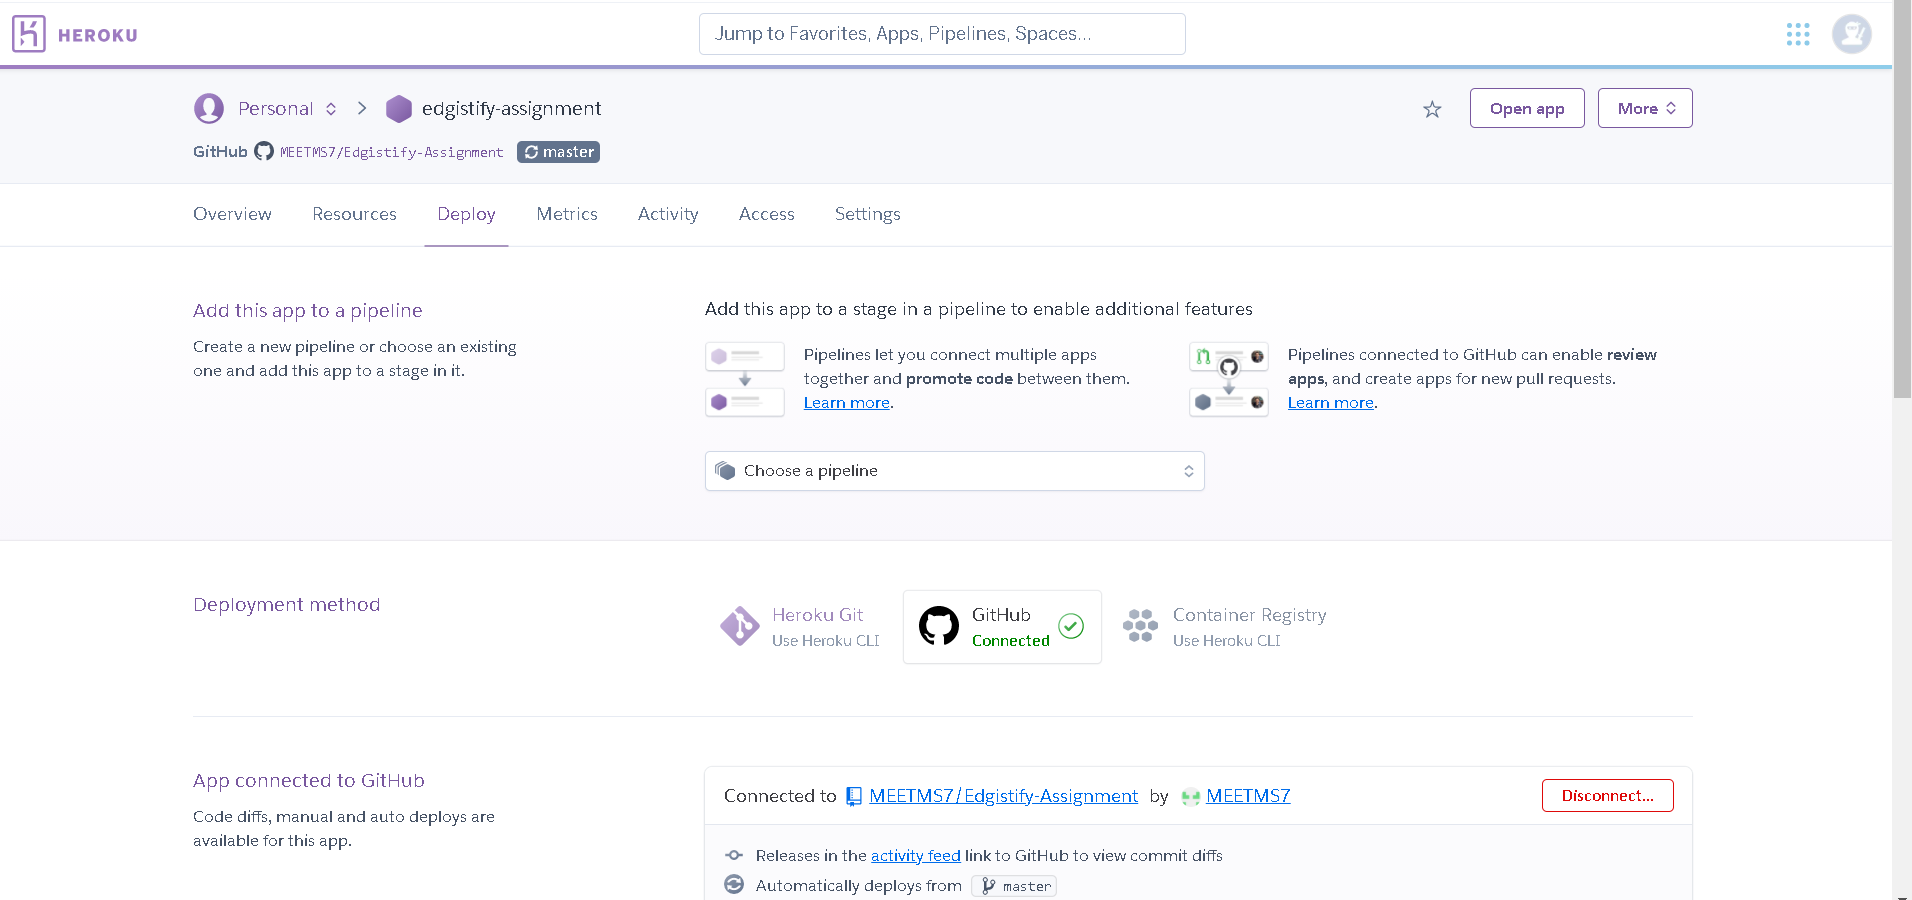 HEROKU
Jump to Favorites, Apps, Pipelines, Spaces...
Personal
edgistify-assignment
Open app
More
GitHub MEETMS7/Edgistify-Assignment master
Overview Resources Deploy Metrics Activity Access Settings
Add this app to a pipeline
Create a new pipeline or choose an existing
one and add this app to a stage in it.
Add this app to a stage in a pipeline to enable additional features
Pipelines let you connect multiple apps
together and promote code between them.
Learn more.
Pipelines connected to GitHub can enable review
apps, and create apps for new pull requests.
Learn more.
Choose a pipeline
Deployment method
Heroku Git
Use Heroku CLI
GitHub
Connected
Container Registry
Use Heroku CLI
App connected to GitHub
Code diffs, manual and auto deploys are
available for this app.
Connected to MEETMS7/Edgistify-Assignment by MEETMS7
Disconnect...
Releases in the activity feed link to GitHub to view commit diffs
Automatically deploys from master